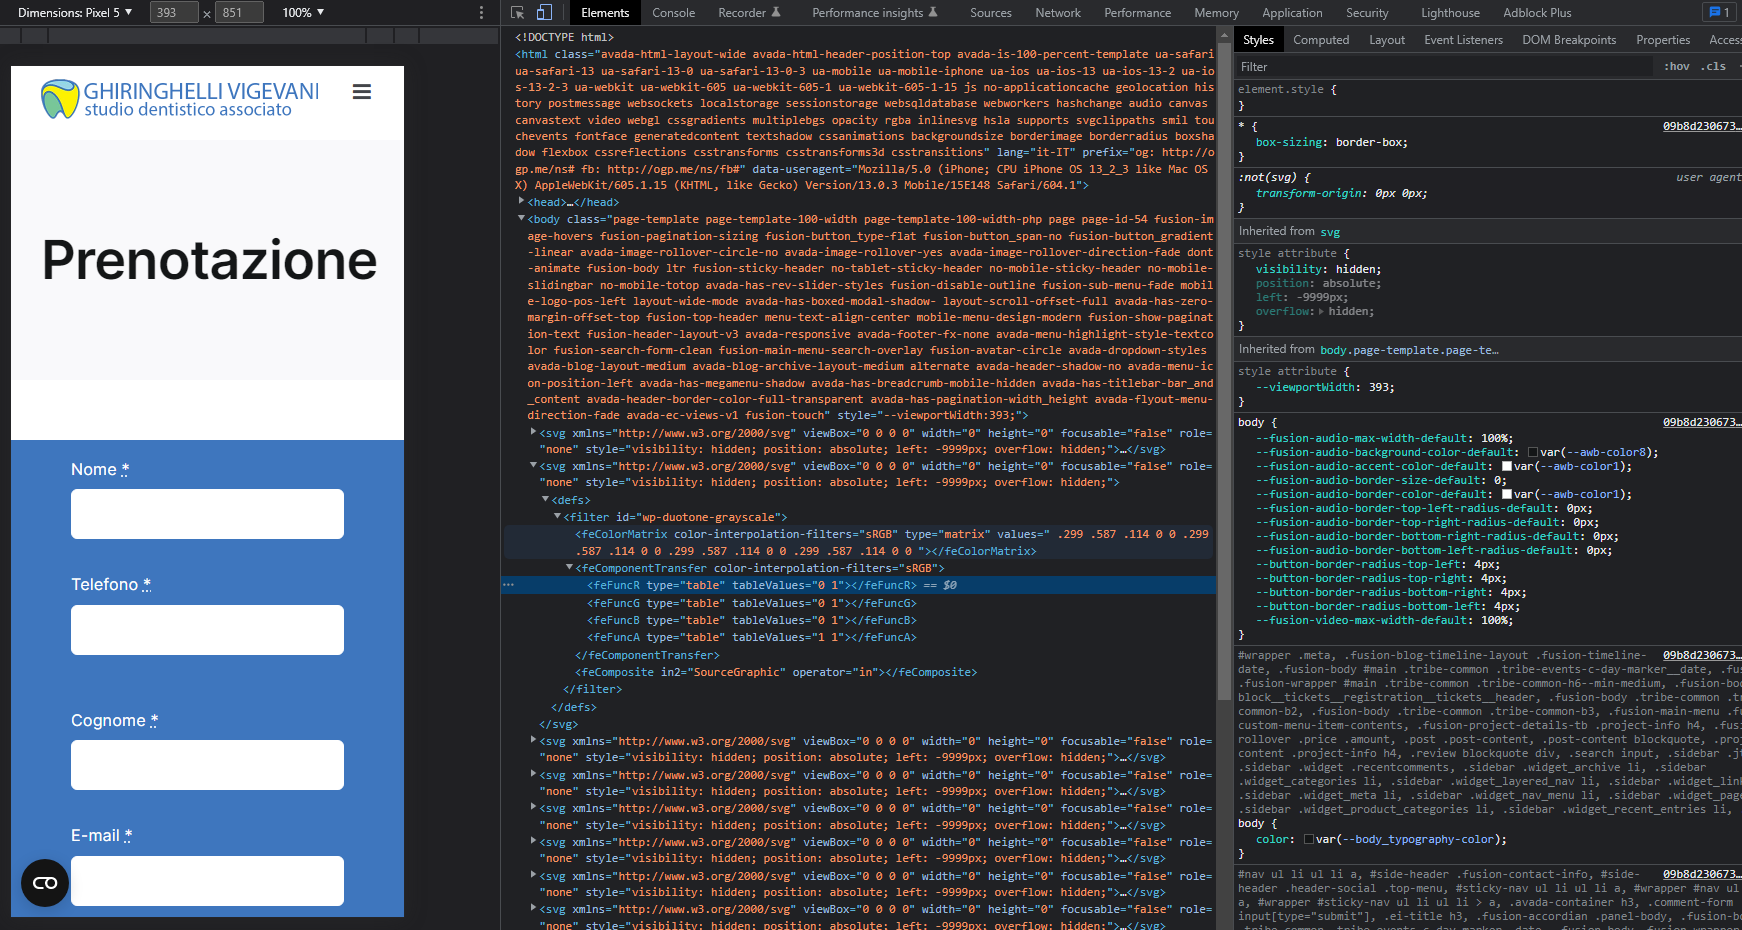 Dimensions: Pixel 5 ▼ 393 × 851 100% ▼
GHIRINGHELLI VIGEVANI
studio dentistico associato
Prenotazione
Nome *
Telefono *
Cognome *
E-mail *
Elements Console Recorder Performance insights Sources Network Performance Memory Application Security Lighthouse Adblock Plus 1
<!DOCTYPE html>
<html class="avada-html-layout-wide avada-html-header-position-top avada-is-100-percent-template ua-safari
ua-safari-13 ua-safari-13-0 ua-safari-13-0-3 ua-mobile ua-mobile-iphone ua-ios ua-ios-13 ua-ios-13-2 ua-io
s-13-2-3 ua-webkit ua-webkit-605 ua-webkit-605-1 ua-webkit-605-1-15 js no-applicationcache geolocation his
tory postmessage websockets localstorage sessionstorage websqldatabase webworkers hashchange audio canvas
canvastext video webgl cssgradients multiplebgs opacity rgba inlinesvg hsla supports svgclippaths smil tou
chevents fontface generatedcontent textshadow cssanimations backgroundsize borderimage borderradius boxsha
dow flexbox cssreflections csstransforms csstransforms3d csstransitions" lang="it-IT" prefix="og: http://o
gp.me/ns# fb: http://ogp.me/ns/fb#" data-useragent="Mozilla/5.0 (iPhone; CPU iPhone OS 13_2_3 like Mac OS
X) AppleWebKit/605.1.15 (KHTML, like Gecko) Version/13.0.3 Mobile/15E148 Safari/604.1">
<head>…</head>
<body class="page-template page-template-100-width page-template-100-width-php page page-id-54 fusion-im
age-hovers fusion-pagination-sizing fusion-button_type-flat fusion-button_span-no fusion-button_gradient
-linear avada-image-rollover-circle-no avada-image-rollover-yes avada-image-rollover-direction-fade dont
-animate fusion-body ltr fusion-sticky-header no-tablet-sticky-header no-mobile-sticky-header no-mobile-
slidingbar no-mobile-totop avada-has-rev-slider-styles fusion-disable-outline fusion-sub-menu-fade mobil
e-logo-pos-left layout-wide-mode avada-has-boxed-modal-shadow- layout-scroll-offset-full avada-has-zero-
margin-offset-top fusion-top-header menu-text-align-center mobile-menu-design-modern fusion-show-paginat
ion-text fusion-header-layout-v3 avada-responsive avada-footer-fx-none avada-menu-highlight-style-textco
lor fusion-search-form-clean fusion-main-menu-search-overlay fusion-avatar-circle avada-dropdown-styles
avada-blog-layout-medium avada-blog-archive-layout-medium alternate avada-header-shadow-no avada-menu-ic
on-position-left avada-has-megamenu-shadow avada-has-breadcrumb-mobile-hidden avada-has-titlebar-bar_and
_content avada-header-border-color-full-transparent avada-has-pagination-width_height avada-flyout-menu-
direction-fade avada-ec-views-v1 fusion-touch" style="--viewportWidth:393;">
<svg xmlns="http://www.w3.org/2000/svg" viewBox="0 0 0 0" width="0" height="0" focusable="false" role=
"none" style="visibility: hidden; position: absolute; left: -9999px; overflow: hidden;">…</svg>
<svg xmlns="http://www.w3.org/2000/svg" viewBox="0 0 0 0" width="0" height="0" focusable="false" role=
"none" style="visibility: hidden; position: absolute; left: -9999px; overflow: hidden;">
<defs>
<filter id="wp-duotone-grayscale">
<feColorMatrix color-interpolation-filters="sRGB" type="matrix" values=" .299 .587 .114 0 0 .299
.587 .114 0 0 .299 .587 .114 0 0 .299 .587 .114 0 0 "></feColorMatrix>
<feComponentTransfer color-interpolation-filters="sRGB">
<feFuncR type="table" tableValues="0 1"></feFuncR> == $0
<feFuncG type="table" tableValues="0 1"></feFuncG>
<feFuncB type="table" tableValues="0 1"></feFuncB>
<feFuncA type="table" tableValues="1 1"></feFuncA>
</feComponentTransfer>
<feComposite in2="SourceGraphic" operator="in"></feComposite>
</filter>
</defs>
</svg>
<svg xmlns="http://www.w3.org/2000/svg" viewBox="0 0 0 0" width="0" height="0" focusable="false" role=
"none" style="visibility: hidden; position: absolute; left: -9999px; overflow: hidden;">…</svg>
<svg xmlns="http://www.w3.org/2000/svg" viewBox="0 0 0 0" width="0" height="0" focusable="false" role=
"none" style="visibility: hidden; position: absolute; left: -9999px; overflow: hidden;">…</svg>
<svg xmlns="http://www.w3.org/2000/svg" viewBox="0 0 0 0" width="0" height="0" focusable="false" role=
"none" style="visibility: hidden; position: absolute; left: -9999px; overflow: hidden;">…</svg>
<svg xmlns="http://www.w3.org/2000/svg" viewBox="0 0 0 0" width="0" height="0" focusable="false" role=
"none" style="visibility: hidden; position: absolute; left: -9999px; overflow: hidden;">…</svg>
<svg xmlns="http://www.w3.org/2000/svg" viewBox="0 0 0 0" width="0" height="0" focusable="false" role=
"none" style="visibility: hidden; position: absolute; left: -9999px; overflow: hidden;">…</svg>
<svg xmlns="http://www.w3.org/2000/svg" viewBox="0 0 0 0" width="0" height="0" focusable="false" role=
"none" style="visibility: hidden; position: absolute; left: -9999px; overflow: hidden;">…</svg>
Styles Computed Layout Event Listeners DOM Breakpoints Properties Access
Filter :hov .cls
element.style {
}
* { 09b8d230673…
box-sizing: border-box;
}
:not(svg) { user agent
transform-origin: 0px 0px;
}
Inherited from svg
style attribute {
visibility: hidden;
position: absolute;
left: -9999px;
overflow: hidden;
}
Inherited from body.page-template.page-te…
style attribute {
--viewportWidth: 393;
}
body { 09b8d230673…
--fusion-audio-max-width-default: 100%;
--fusion-audio-background-color-default: var(--awb-color8);
--fusion-audio-accent-color-default: var(--awb-color1);
--fusion-audio-border-size-default: 0;
--fusion-audio-border-color-default: var(--awb-color1);
--fusion-audio-border-top-left-radius-default: 0px;
--fusion-audio-border-top-right-radius-default: 0px;
--fusion-audio-border-bottom-right-radius-default: 0px;
--fusion-audio-border-bottom-left-radius-default: 0px;
--button-border-radius-top-left: 4px;
--button-border-radius-top-right: 4px;
--button-border-radius-bottom-right: 4px;
--button-border-radius-bottom-left: 4px;
--fusion-video-max-width-default: 100%;
}
#wrapper .meta, .fusion-blog-timeline-layout .fusion-timeline- 09b8d230673…
date, .fusion-body #main .tribe-common .tribe-events-c-day-marker__date, .fu
.fusion-wrapper #main .tribe-common .tribe-common-h6--min-medium, .fusion-bo
block__tickets__registration__tickets__header, .fusion-body .tribe-common .t
common-b2, .fusion-body .tribe-common .tribe-common-b3, .fusion-main-menu .f
custom-menu-item-contents, .fusion-project-details-tb .project-info h4, .fus
rollover .price .amount, .post .post-content, .post-content blockquote, .pro
content .project-info h4, .review blockquote div, .search input, .sidebar .j
.sidebar .widget .recentcomments, .sidebar .widget_archive li, .sidebar
.widget_categories li, .sidebar .widget_layered_nav li, .sidebar .widget_lin
.sidebar .widget_meta li, .sidebar .widget_nav_menu li, .sidebar .widget_pag
.sidebar .widget_product_categories li, .sidebar .widget_recent_entries li,
body {
color: var(--body_typography-color);
}
#nav ul li ul li a, #side-header .fusion-contact-info, #side- 09b8d230673…
header .header-social .top-menu, #sticky-nav ul li ul li a, #wrapper #nav ul
a, #wrapper #sticky-nav ul li ul li > a, .avada-container h3, .comment-form
input[type="submit"], .ei-title h3, .fusion-accordian .panel-body, .fusion-b